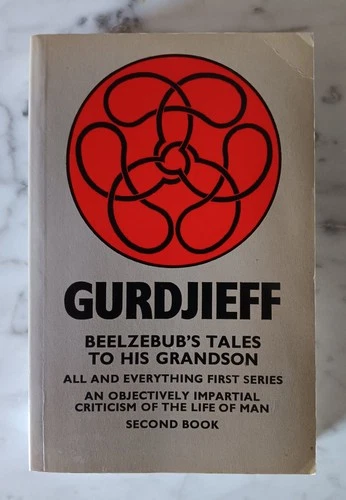 GURDJIEFF
BEELZEBUB'S TALES
TO HIS GRANDSON
ALL AND EVERYTHING FIRST SERIES
AN OBJECTIVELY IMPARTIAL
CRITICISM OF THE LIFE OF MAN
SECOND BOOK